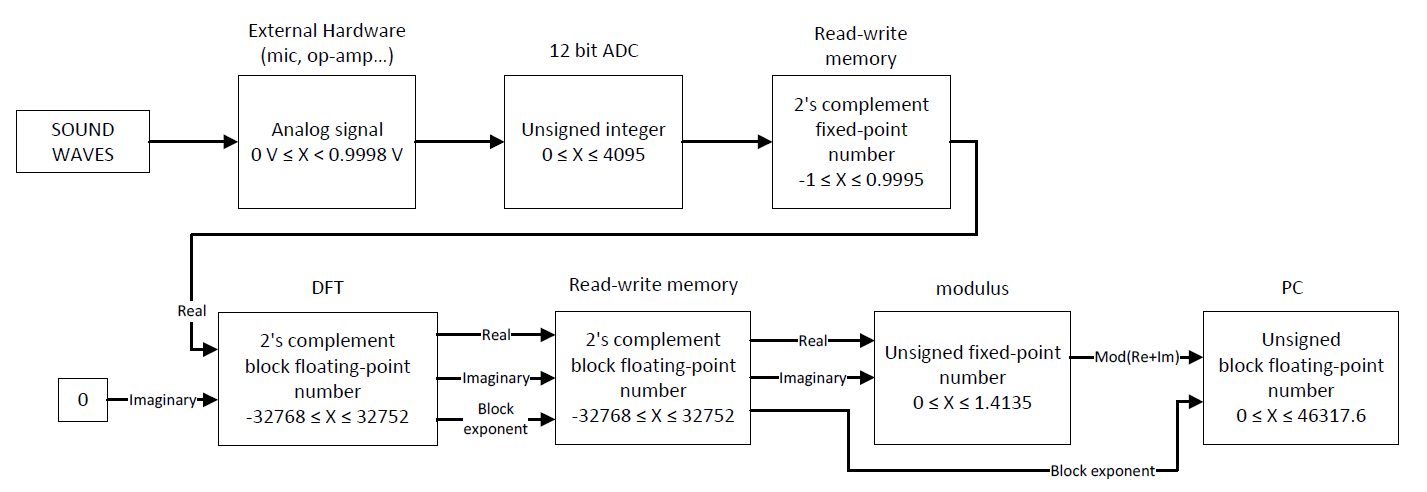 External Hardware
(mic, op-amp...)
12 bit ADC
Read-write
memory
SOUND
WAVES
Analog signal
0 V ≤ X < 0.9998 V
Unsigned integer
0 ≤ X ≤ 4095
2's complement
fixed-point
number
-1 ≤ X ≤ 0.9995
DFT
Read-write memory
modulus
PC
Real
0
Imaginary
2's complement
block floating-point
number
-32768 ≤ X ≤ 32752
Real
Imaginary
Block
exponent
2's complement
block floating-point
number
-32768 ≤ X ≤ 32752
Real
Imaginary
Unsigned fixed-point
number
0 ≤ X ≤ 1.4135
Mod(Re+Im)
Block exponent
Unsigned
block floating-point
number
0 ≤ X ≤ 46317.6